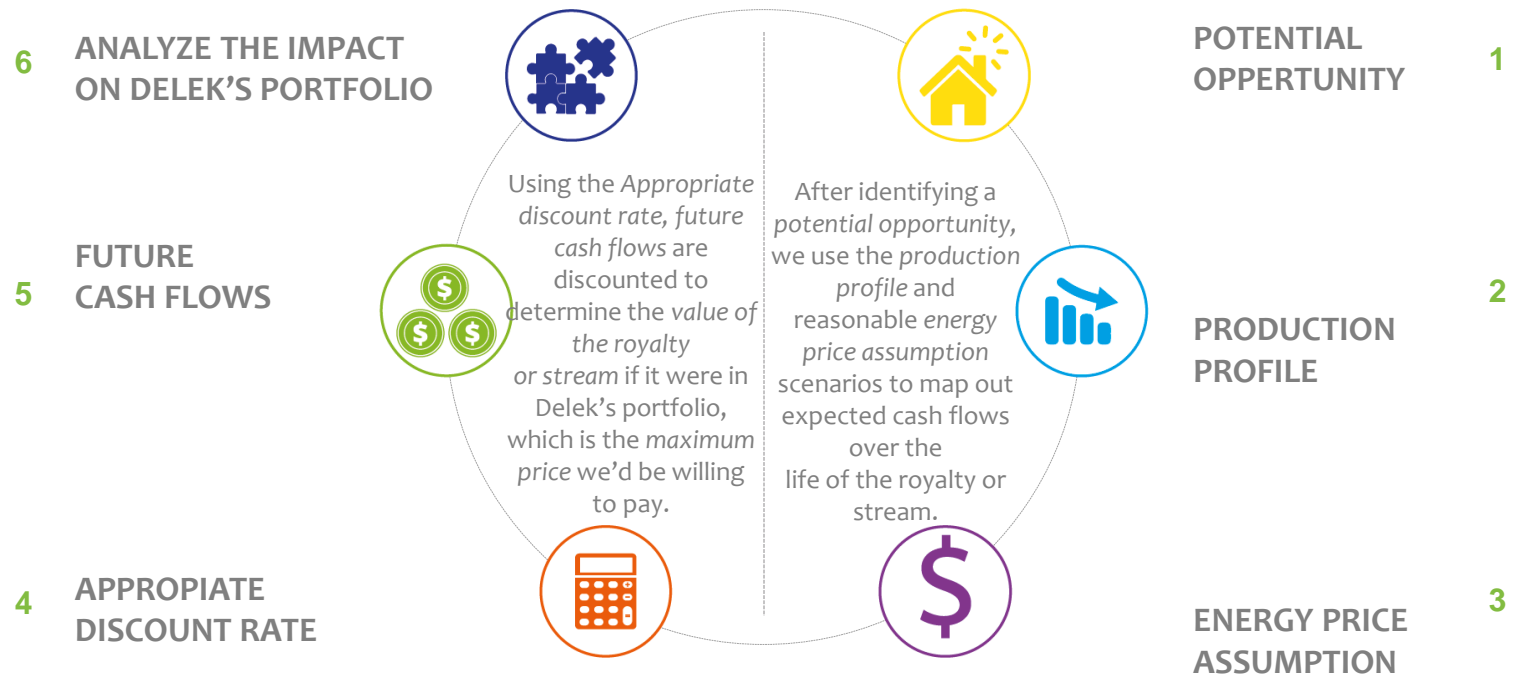 6
ANALYZE THE IMPACT
ON DELEK’S PORTFOLIO
POTENTIAL
OPPERTUNITY
1
5
FUTURE
CASH FLOWS
Using the Appropriate
discount rate, future
cash flows are
discounted to
determine the value of
the royalty
or stream if it were in
Delek’s portfolio,
which is the maximum
price we’d be willing
to pay.
After identifying a
potential opportunity,
we use the production
profile and
reasonable energy
price assumption
scenarios to map out
expected cash flows
over the
life of the royalty or
stream.
2
PRODUCTION
PROFILE
4
APPROPIATE
DISCOUNT RATE
3
ENERGY PRICE
ASSUMPTION
$
$
$
$